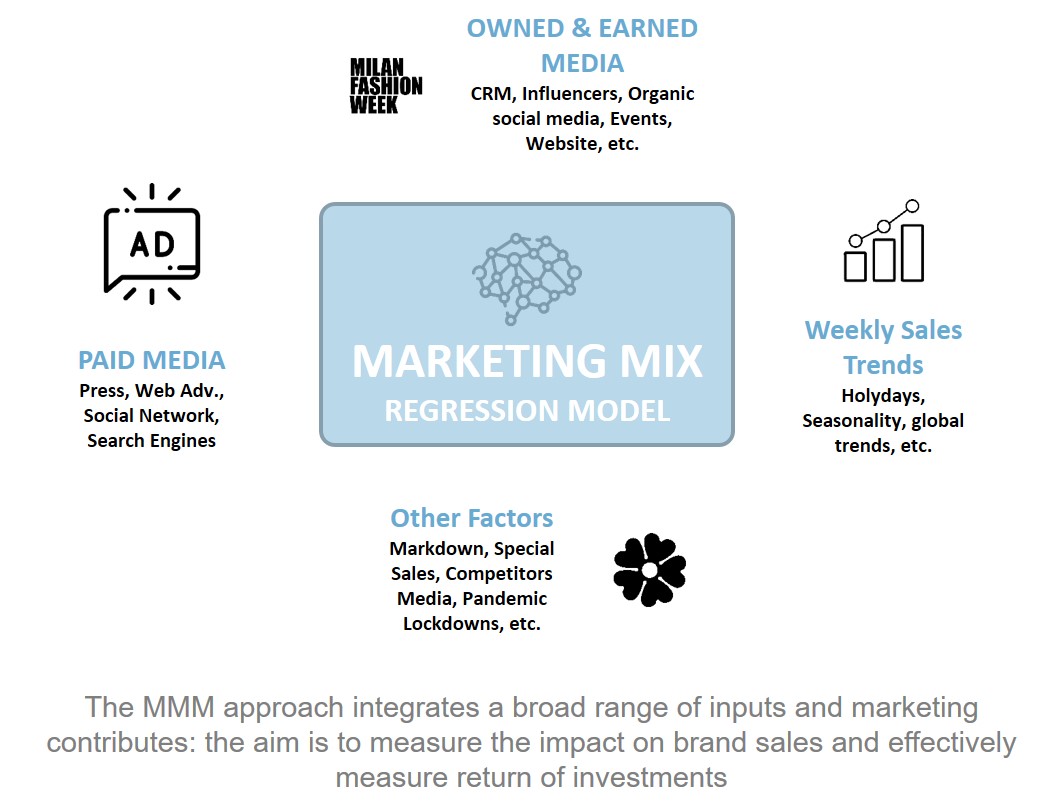 OWNED & EARNED
MEDIA
CRM, Influencers, Organic
social media, Events,
Website, etc.
MILAN
FASHION
WEEK
AD
PAID MEDIA
Press, Web Adv.,
Social Network,
Search Engines
MARKETING MIX
REGRESSION MODEL
Weekly Sales
Trends
Holydays,
Seasonality, global
trends, etc.
Other Factors
Markdown, Special
Sales, Competitors
Media, Pandemic
Lockdowns, etc.
The MMM approach integrates a broad range of inputs and marketing
contributes: the aim is to measure the impact on brand sales and effectively
measure return of investments